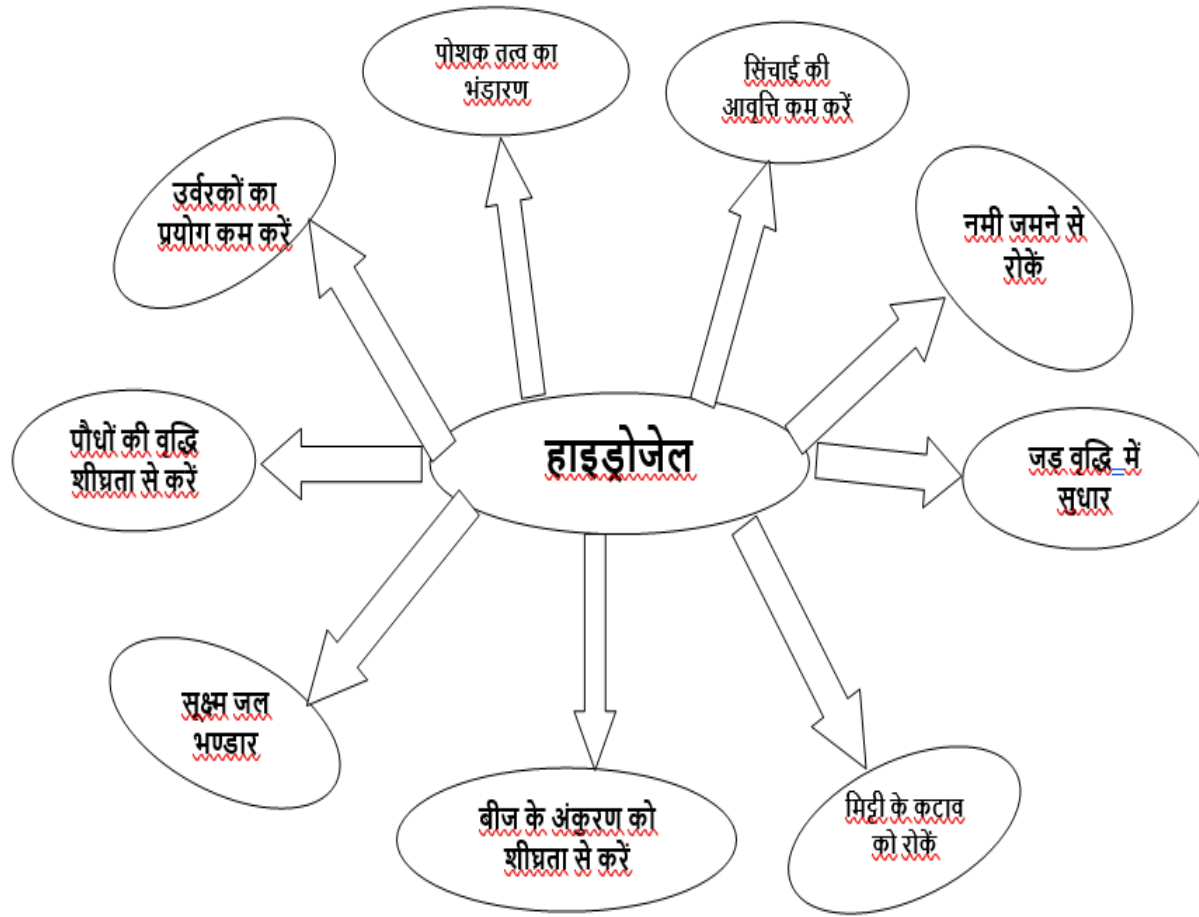 पोशक तत्व का
भंडारण
सिंचाई की
आवृत्ति कम करें
उर्वरकों का
प्रयोग कम करें
नमी जमने से
रोकें
पौधों की वृद्धि
शीघ्रता से करें
हाइड्रोजेल
जड वृद्धि में
सुधार
सूक्ष्म जल
भण्डार
बीज के अंकुरण को
शीघ्रता से करें
मिट्टी के कटाव
को रोकें